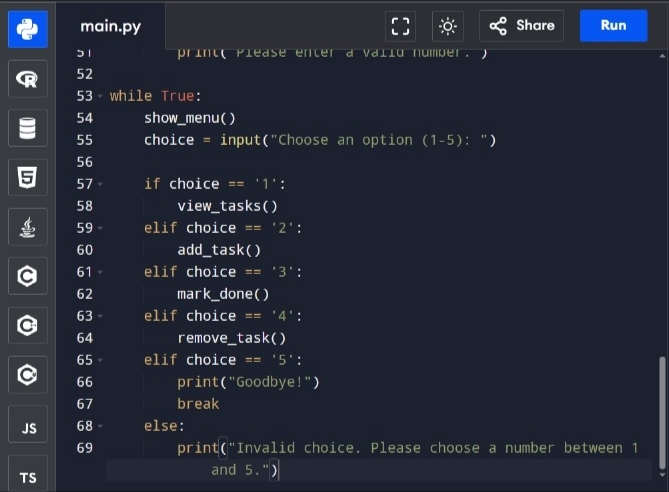 main.py
Share
Run
51 print("Please enter a valid number.")
52
53 while True:
54 show_menu()
55 choice = input("Choose an option (1-5): ")
56
57 if choice == '1':
58 view_tasks()
59 elif choice == '2':
60 add_task()
61 elif choice == '3':
62 mark_done()
63 elif choice == '4':
64 remove_task()
65 elif choice == '5':
66 print("Goodbye!")
67 break
68 else:
69 print("Invalid choice. Please choose a number between 1
and 5.")
R
5
C
C
C
JS
TS